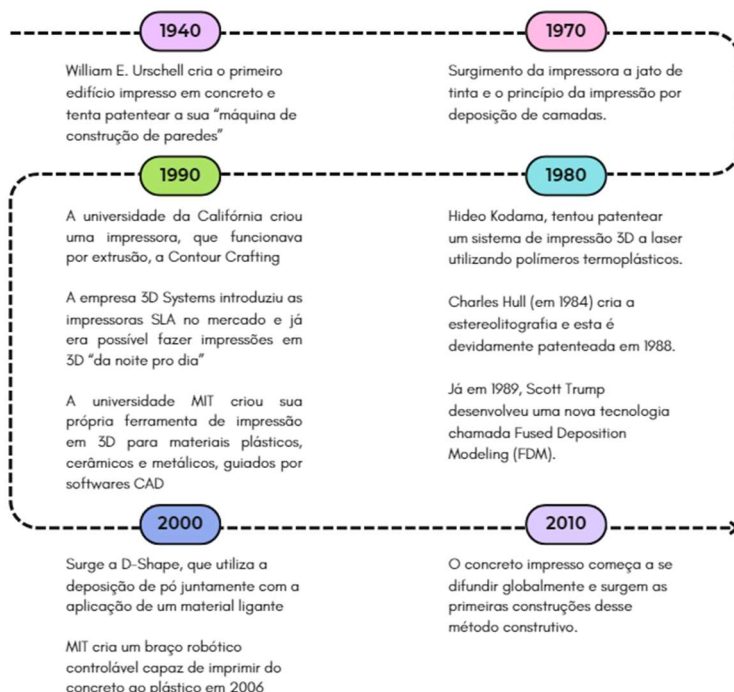 1940
William E. Urschell cria o primeiro
edifício impresso em concreto e
tenta patentear a sua “máquina de
construção de paredes”
1970
Surgimento da impressora a jato de
tinta e o princípio da impressão por
deposição de camadas.
1980
Hideo Kodama, tentou patentear
um sistema de impressão 3D a laser
utilizando polímeros termoplásticos.
Charles Hull (em 1984) cria a
estereolitografia e esta é
devidamente patenteada em 1988.
Já em 1989, Scott Trump
desenvolveu uma nova tecnologia
chamada Fused Deposition
Modeling (FDM).
1990
A universidade da Califórnia criou
uma impressora, que funcionava
por extrusão, a Contour Crafting
A empresa 3D Systems introduziu as
impressoras SLA no mercado e já
era possível fazer impressões em
3D “da noite pro dia”
A universidade MIT criou sua
própria ferramenta de impressão
em 3D para materiais plásticos,
cerâmicos e metálicos, guiados por
softwares CAD
2000
Surge a D-Shape, que utiliza a
deposição de pó juntamente com a
aplicação de um material ligante
MIT cria um braço robótico
controlável capaz de imprimir do
concreto ao plástico em 2006
2010
O concreto impresso começa a se
difundir globalmente e surgem as
primeiras construções desse
método construtivo.